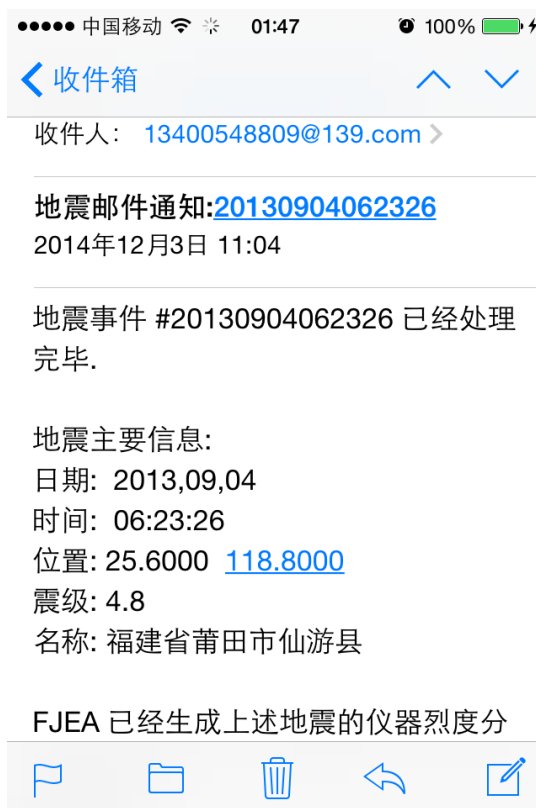 中国移动 01:47 100%
收件箱
收件人： 13400548809@139.com
地震邮件通知:20130904062326
2014年12月3日 11:04
地震事件 #20130904062326 已经处理
完毕.
地震主要信息:
日期: 2013,09,04
时间: 06:23:26
位置: 25.6000 118.8000
震级: 4.8
名称: 福建省莆田市仙游县
FJEA 已经生成上述地震的仪器烈度分